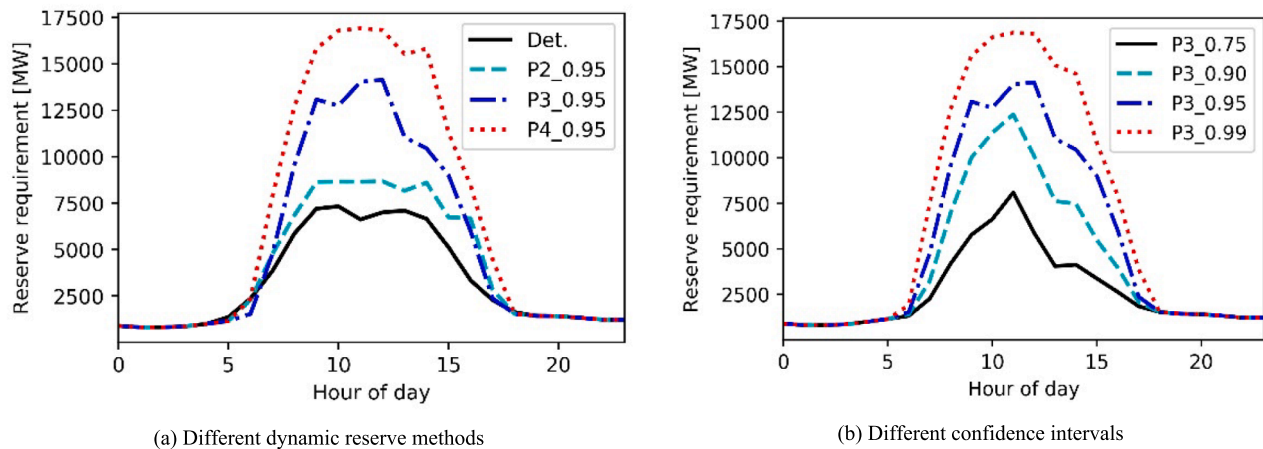 17500
15000
12500
10000
7500
5000
2500
Reserve requirement [MW]
0 5 10 15 20
Hour of day
Det.
P2_0.95
P3_0.95
P4_0.95
(a) Different dynamic reserve methods
17500
15000
12500
10000
7500
5000
2500
Reserve requirement [MW]
0 5 10 15 20
Hour of day
P3_0.75
P3_0.90
P3_0.95
P3_0.99
(b) Different confidence intervals